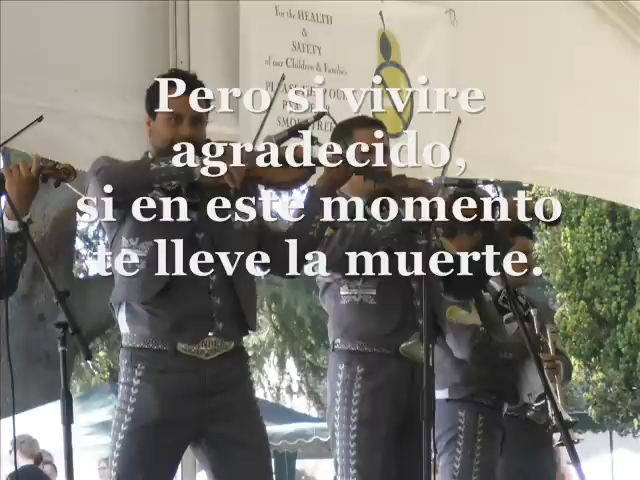 For the HEALTH
&
SAFETY
of our Children & Families
Pero si vivire
agradecido,
si en este momento
te lleve la muerte.